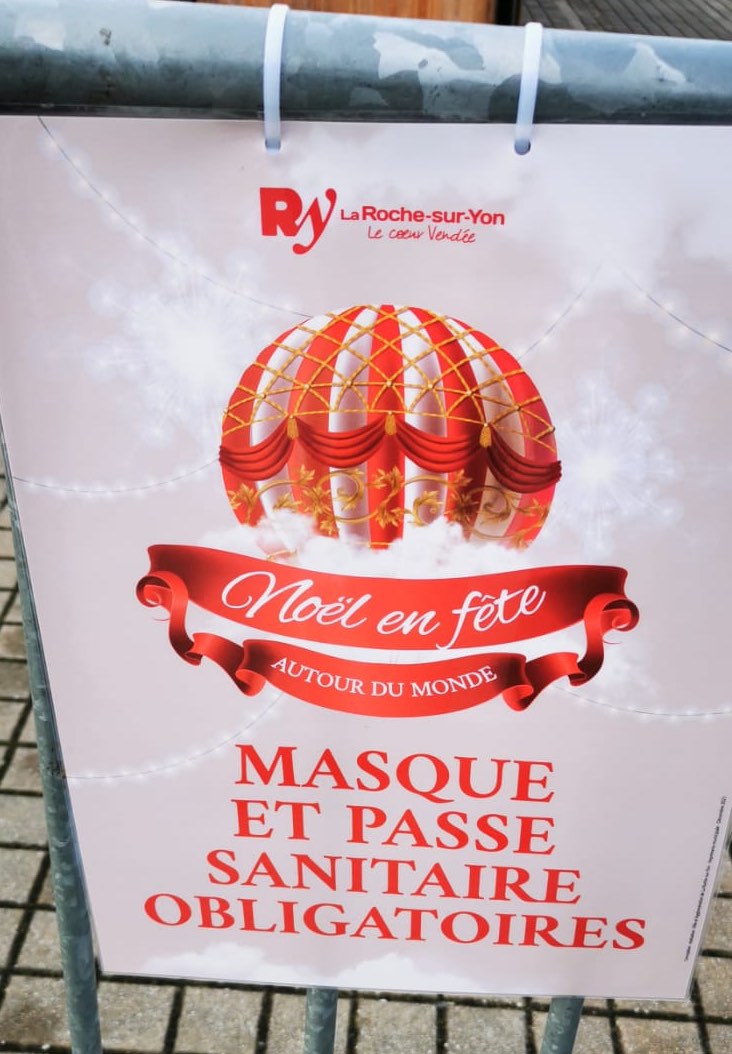 Ry La Roche-sur-Yon
Le cœur Vendée
Noël en fête
AUTOUR DU MONDE
MASQUE
ET PASSE
SANITAIRE
OBLIGATOIRES